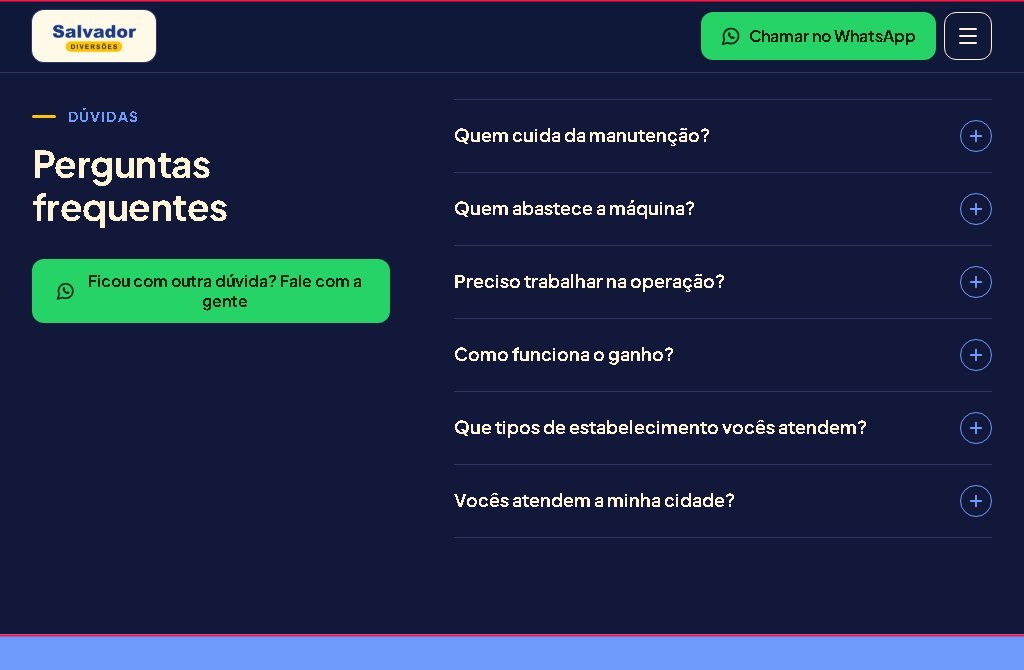 Salvador
DIVERSÕES
Chamar no WhatsApp
DÚVIDAS
Perguntas
frequentes
Ficou com outra dúvida? Fale com a
gente
Quem cuida da manutenção?
Quem abastece a máquina?
Preciso trabalhar na operação?
Como funciona o ganho?
Que tipos de estabelecimento vocês atendem?
Vocês atendem a minha cidade?